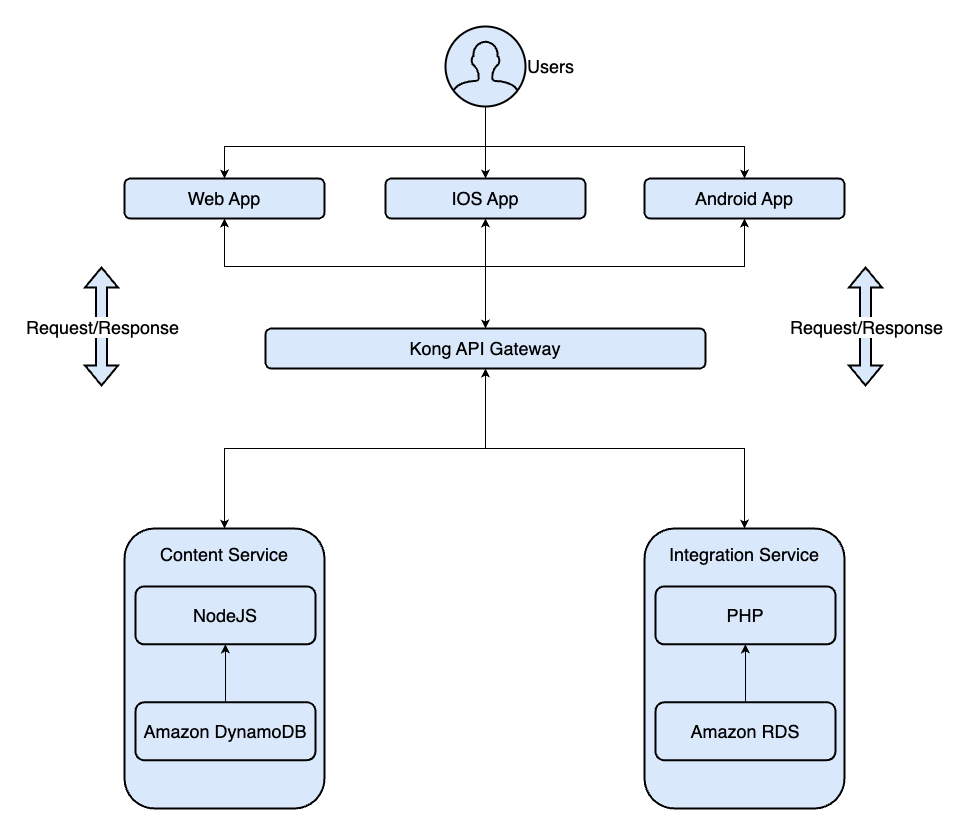 Users
Web App
IOS App
Android App
Request/Response
Request/Response
Kong API Gateway
Content Service
Integration Service
NodeJS
PHP
Amazon DynamoDB
Amazon RDS